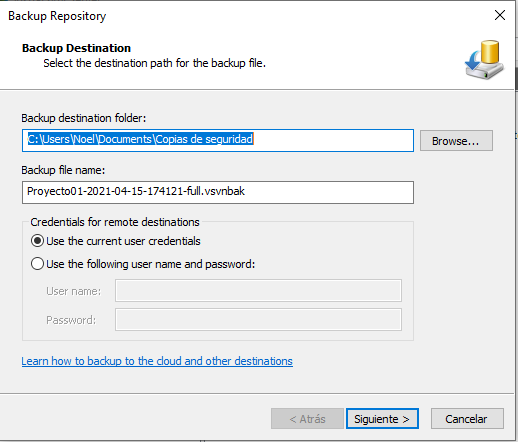 Backup Repository
Backup Destination
Select the destination path for the backup file.
Backup destination folder:
C:\Users\Noel\Documents\Copias de seguridad
Browse...
Backup file name:
Proyecto01-2021-04-15-174121-full.vsvnbak
Credentials for remote destinations
Use the current user credentials
Use the following user name and password:
User name:
Password:
Learn how to backup to the cloud and other destinations
< Atrás
Siguiente >
Cancelar